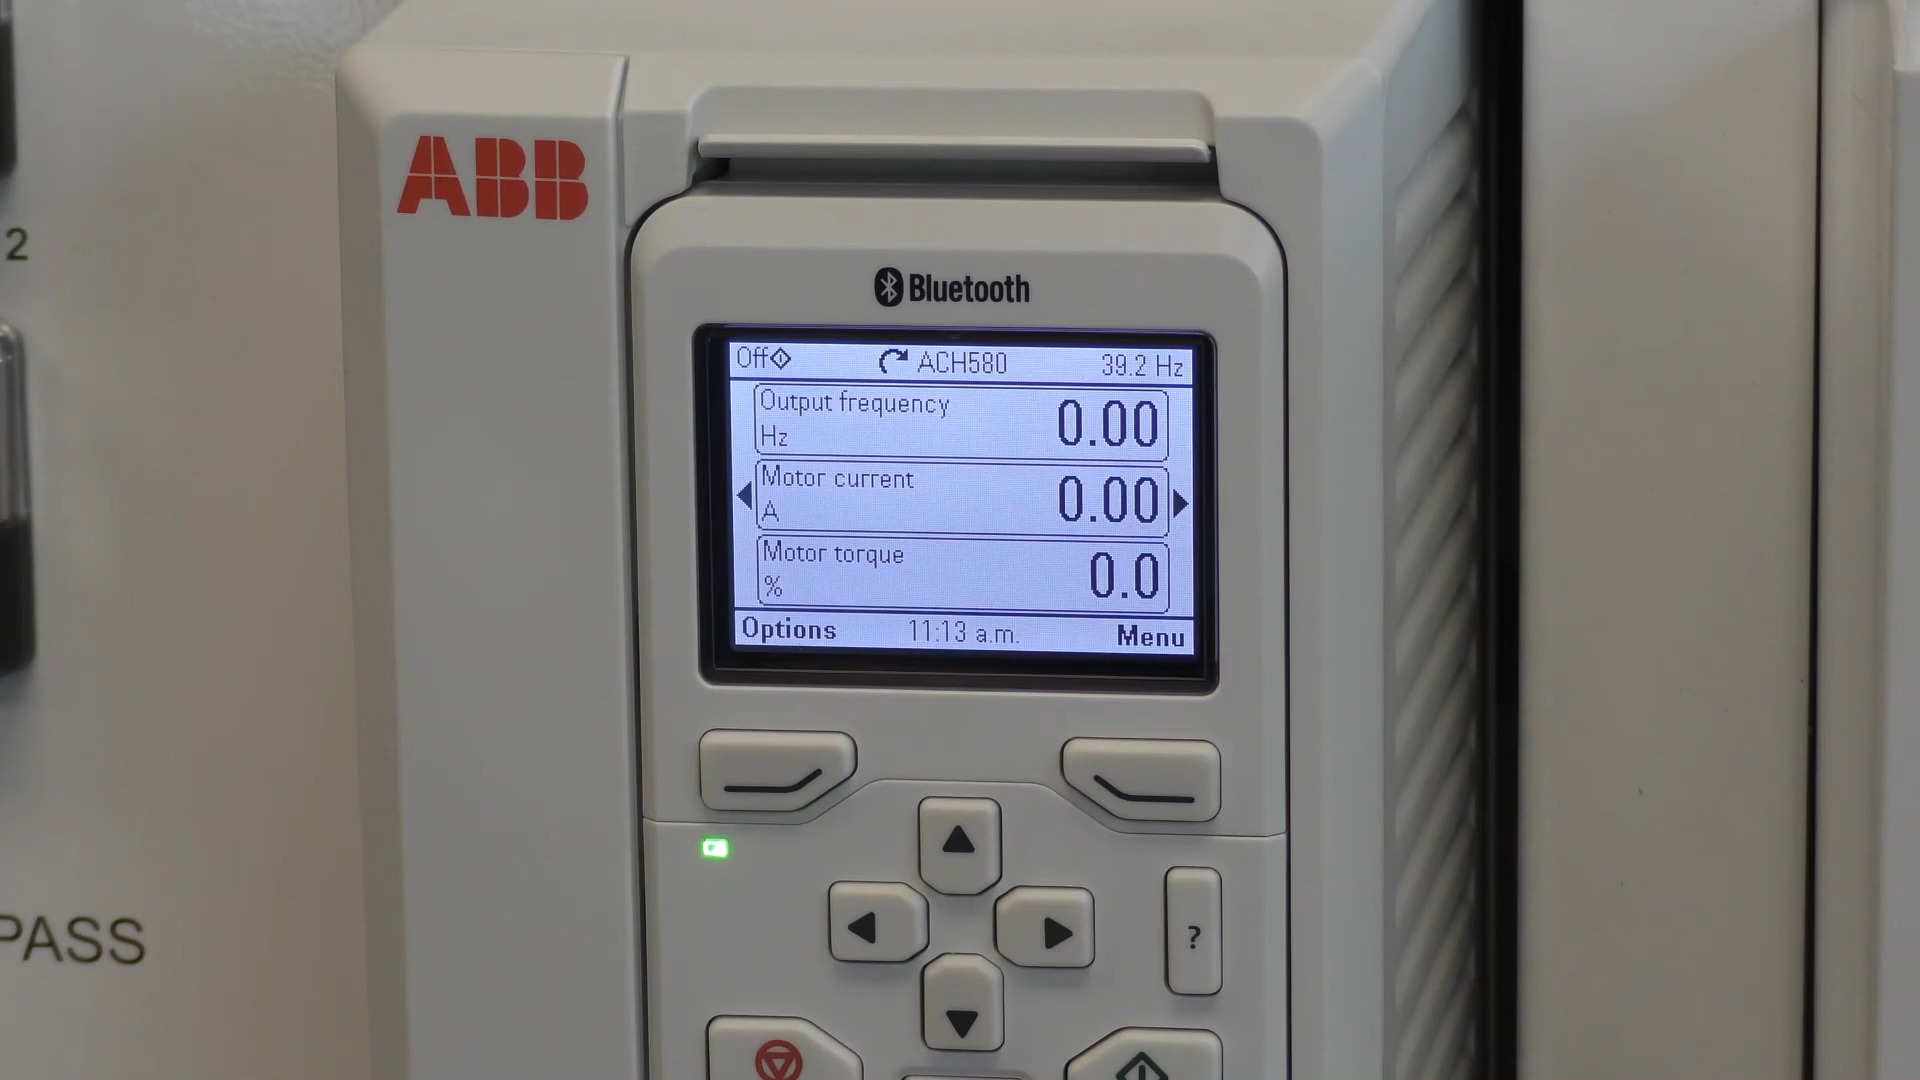 ABB
2
Bluetooth
Off ACH580 39.2 Hz
Output frequency
Hz
0.00
Motor current
A
0.00
Motor torque
%
0.0
Options 11:13 a.m. Menu
?
PASS